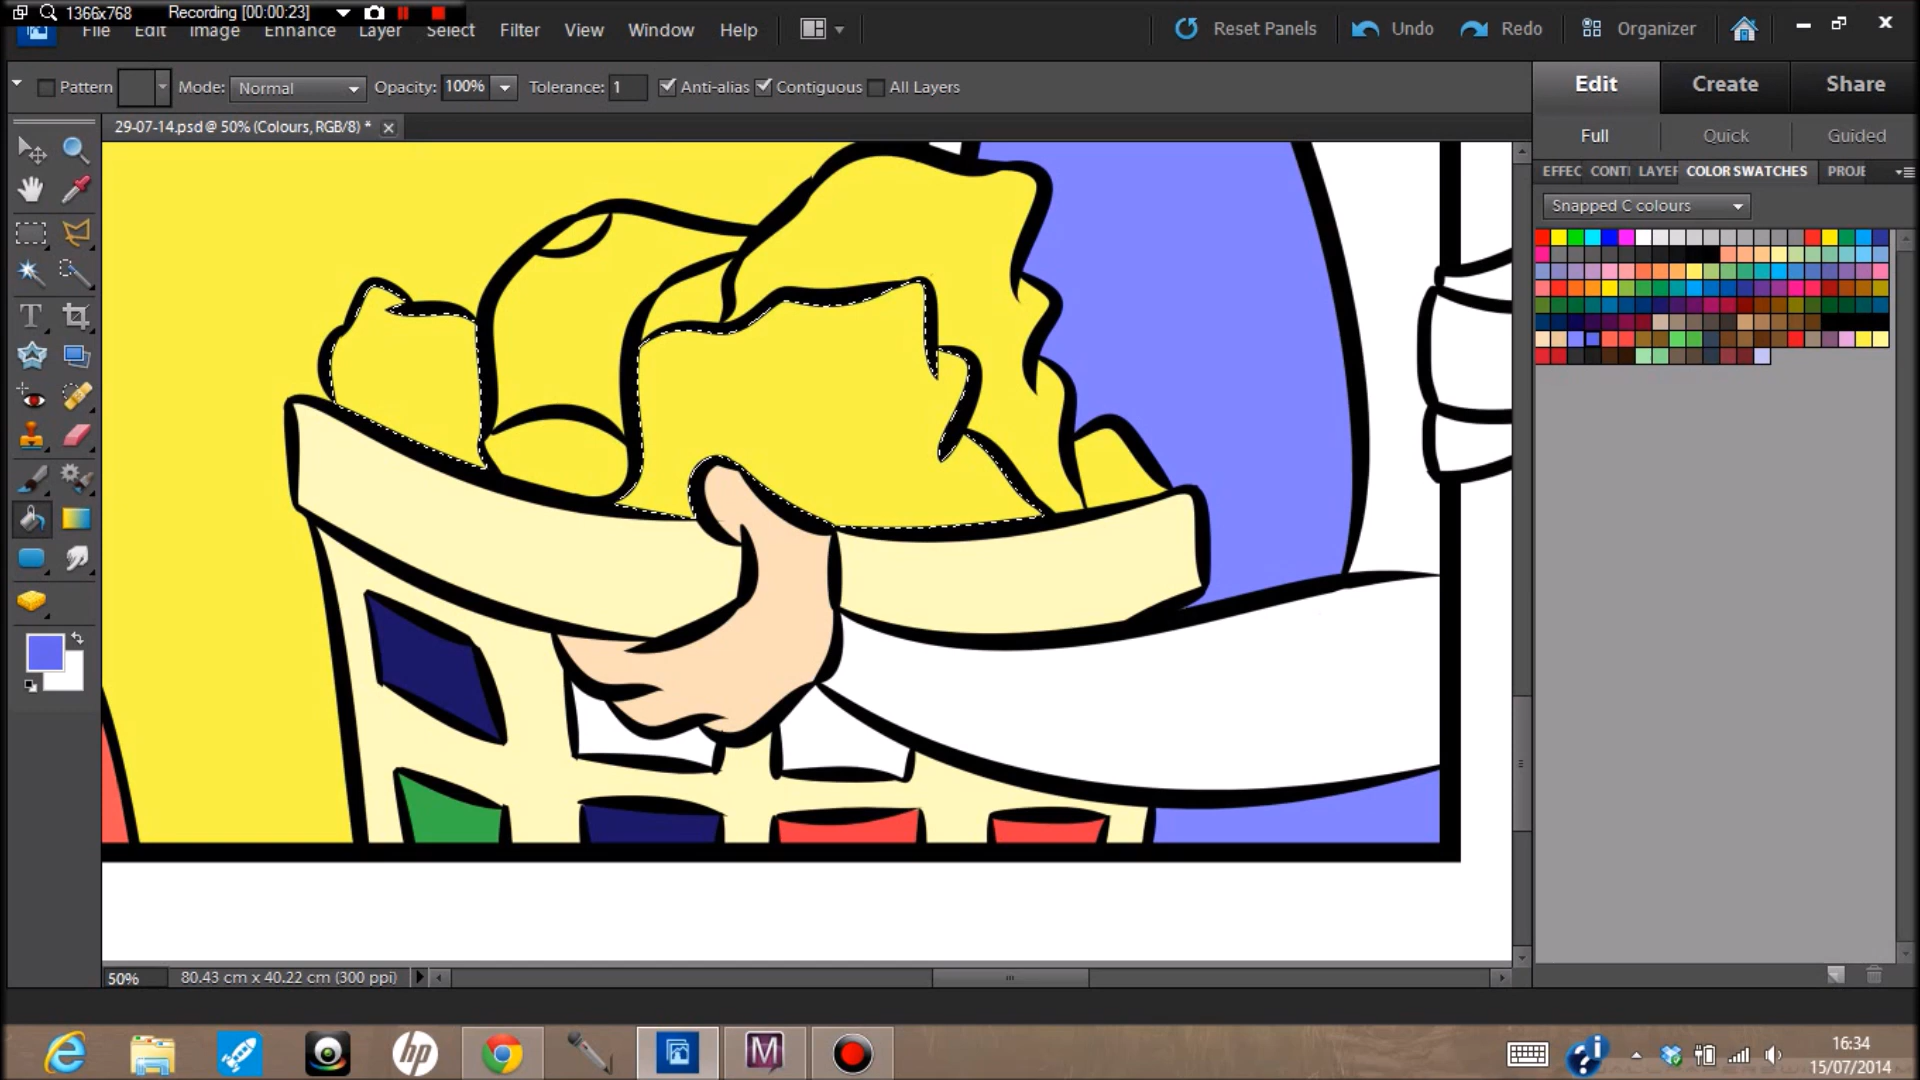 1366x768 Recording [00:00:23]
File Edit Image Enhance Layer Select Filter View Window Help Reset Panels Undo Redo Organizer
Pattern Mode: Normal Opacity: 100% Tolerance: 1 Anti-alias Contiguous All Layers
Edit Create Share
29-07-14.psd @ 50% (Colours, RGB/8) *
Full Quick Guided
EFFEC CONTI LAYER COLOR SWATCHES PROJE
Snapped C colours
T
50% 80.43 cm x 40.22 cm (300 ppi)
hp
M
16:34
15/07/2014